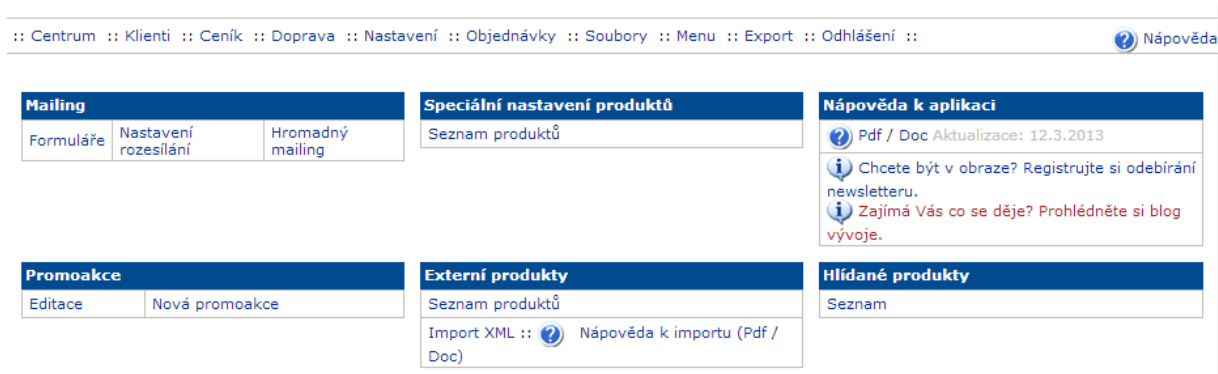 :: Centrum :: Klienti :: Ceník :: Doprava :: Nastavení :: Objednávky :: Soubory :: Menu :: Export :: Odhlášení :: Nápověda
Mailing
Formuláře
Nastavení
rozesílání
Hromadný
mailing
Speciální nastavení produktů
Seznam produktů
Nápověda k aplikaci
Pdf / Doc Aktualizace: 12.3.2013
Chcete být v obraze? Registrujte si odebírání
newsletteru.
Zajímá Vás co se děje? Prohlédněte si blog
vývoje.
Promoakce
Editace
Nová promoakce
Externí produkty
Seznam produktů
Import XML :: Nápověda k importu (Pdf /
Doc)
Hlídané produkty
Seznam